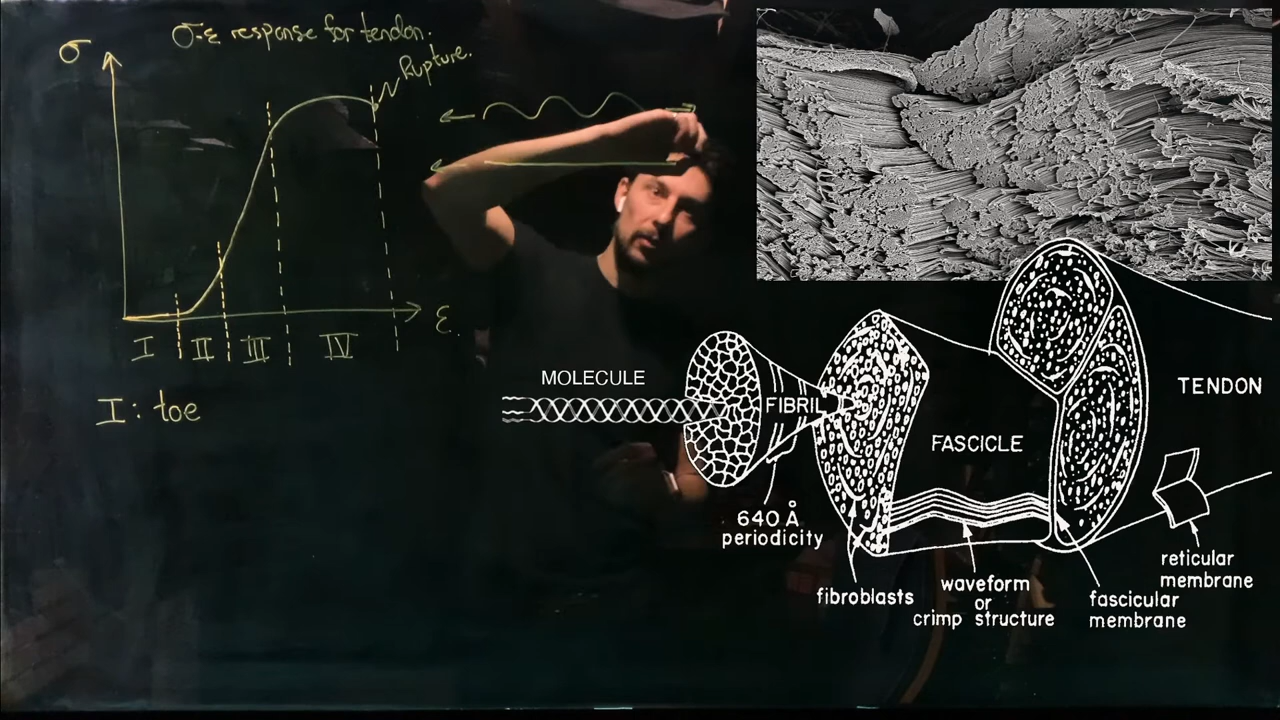 σ-ε response for tendon.
σ
Rupture.
ε.
I
II
III
IV
I: toe
MOLECULE
FIBRIL
FASCICLE
TENDON
640 Å
periodicity
fibroblasts
waveform
or
crimp structure
fascicular
membrane
reticular
membrane